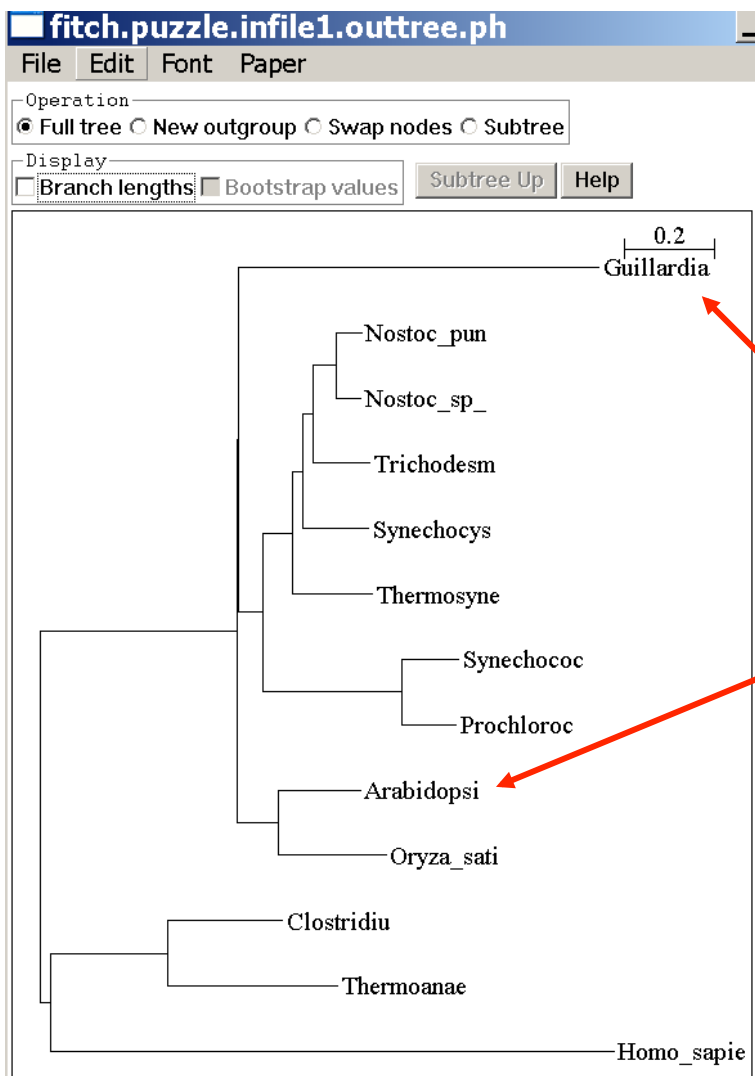 fitch.puzzle.infile1.outtree.ph
File Edit Font Paper
Operation
Full tree New outgroup Swap nodes Subtree
Display
Branch lengths Bootstrap values Subtree Up Help
0.2
Guillardia
Nostoc_pun
Nostoc_sp_
Trichodesm
Synechocys
Thermosyne
Synechococ
Prochloroc
Arabidopsi
Oryza_sati
Clostridiu
Thermoanae
Homo_sapie